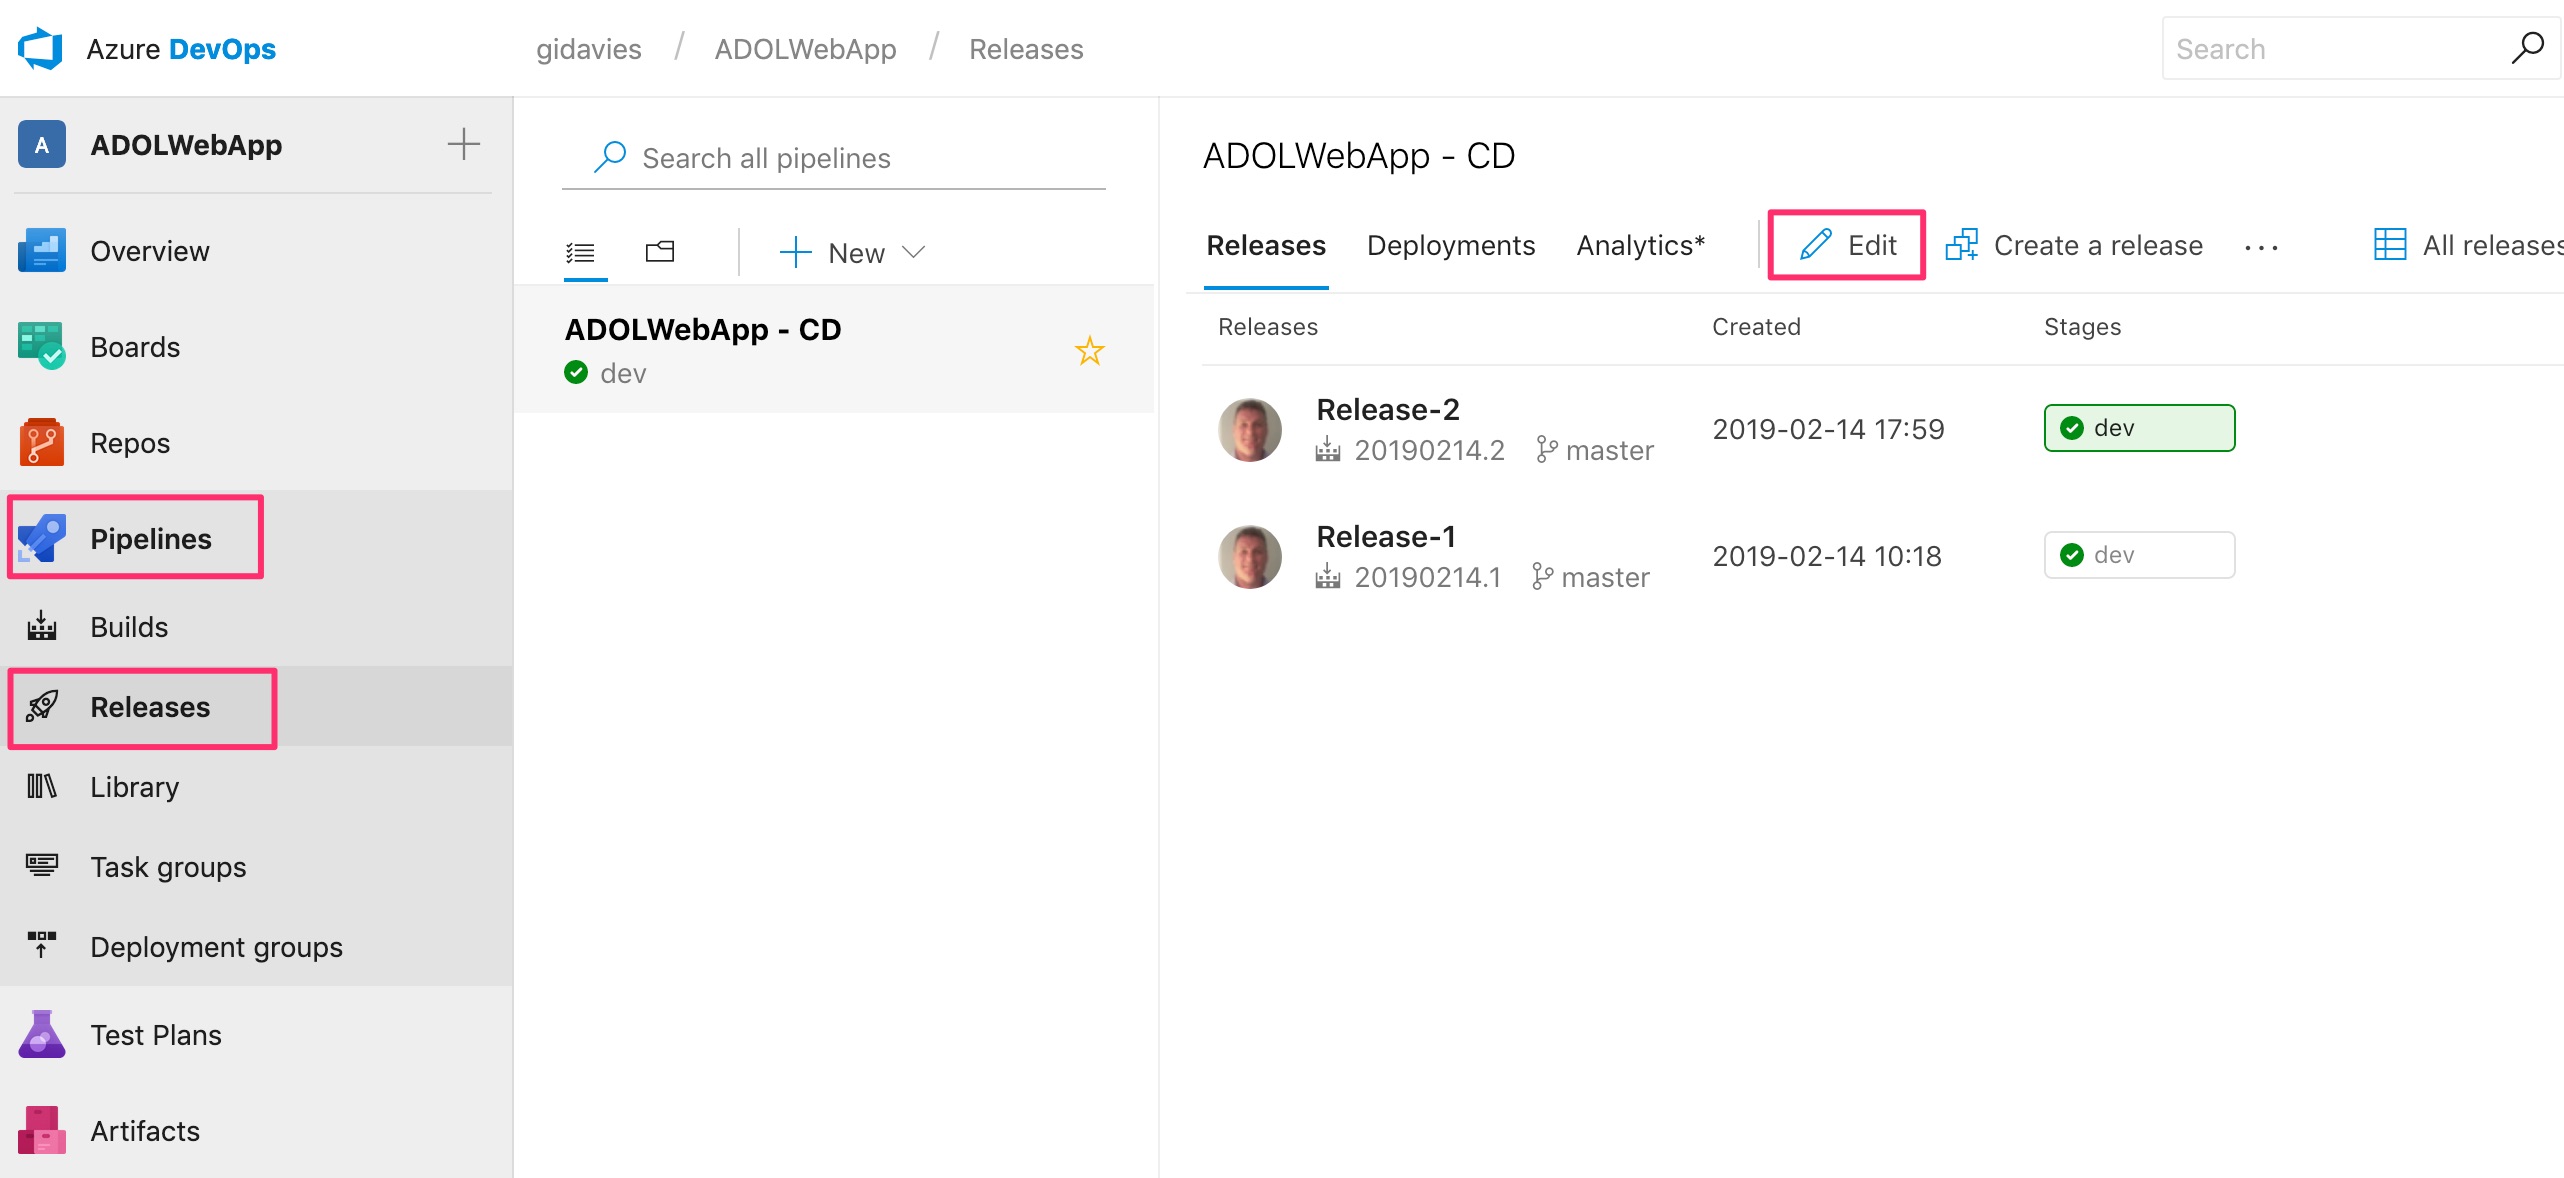 Azure DevOps
gidavies / ADOLWebApp / Releases
Search
A ADOLWebApp
Overview
Boards
Repos
Pipelines
Builds
Releases
Library
Task groups
Deployment groups
Test Plans
Artifacts
Search all pipelines
New
ADOLWebApp - CD
dev
ADOLWebApp - CD
Releases Deployments Analytics* Edit Create a release ... All releases
Releases Created Stages
Release-2
20190214.2 master
2019-02-14 17:59
dev
Release-1
20190214.1 master
2019-02-14 10:18
dev